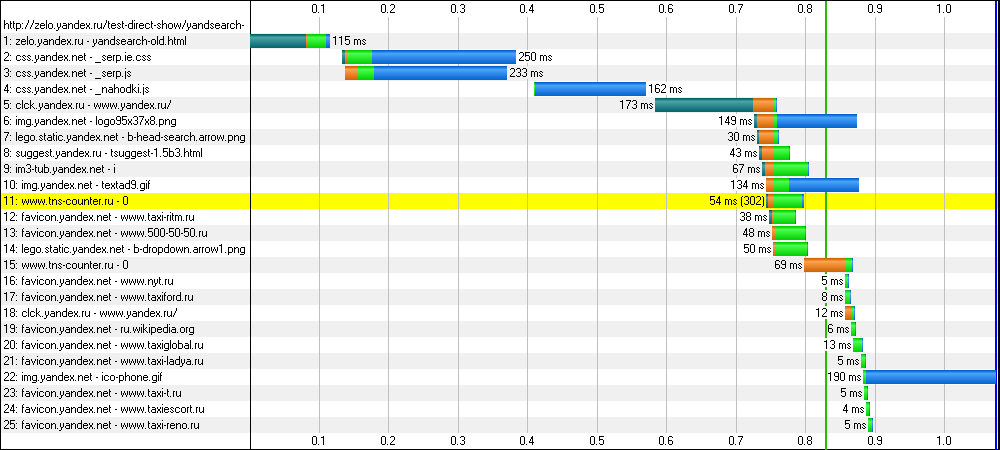 0.1 0.2 0.3 0.4 0.5 0.6 0.7 0.8 0.9 1.0
http://zelo.yandex.ru/test-direct-show/yandsearch-
1: zelo.yandex.ru - yandsearch-old.html 115 ms
2: css.yandex.net - _serp.ie.css 250 ms
3: css.yandex.net - _serp.js 233 ms
4: css.yandex.net - _nahodki.js 162 ms
5: clck.yandex.ru - www.yandex.ru/ 173 ms
6: img.yandex.net - logo95x37x8.png 149 ms
7: lego.static.yandex.net - b-head-search.arrow.png 30 ms
8: suggest.yandex.ru - tsuggest-1.5b3.html 43 ms
9: im3-tub.yandex.net - i 67 ms
10: img.yandex.net - textad9.gif 134 ms
11: www.tns-counter.ru - 0 54 ms (302)
12: favicon.yandex.net - www.taxi-ritm.ru 38 ms
13: favicon.yandex.net - www.500-50-50.ru 48 ms
14: lego.static.yandex.net - b-dropdown.arrow1.png 50 ms
15: www.tns-counter.ru - 0 69 ms
16: favicon.yandex.net - www.nyt.ru 5 ms
17: favicon.yandex.net - www.taxiford.ru 8 ms
18: clck.yandex.ru - www.yandex.ru/ 12 ms
19: favicon.yandex.net - ru.wikipedia.org 6 ms
20: favicon.yandex.net - www.taxiglobal.ru 13 ms
21: favicon.yandex.net - www.taxi-ladya.ru 5 ms
22: img.yandex.net - ico-phone.gif 190 ms
23: favicon.yandex.net - www.taxi-t.ru 5 ms
24: favicon.yandex.net - www.taxiescort.ru 4 ms
25: favicon.yandex.net - www.taxi-reno.ru 5 ms
0.1 0.2 0.3 0.4 0.5 0.6 0.7 0.8 0.9 1.0